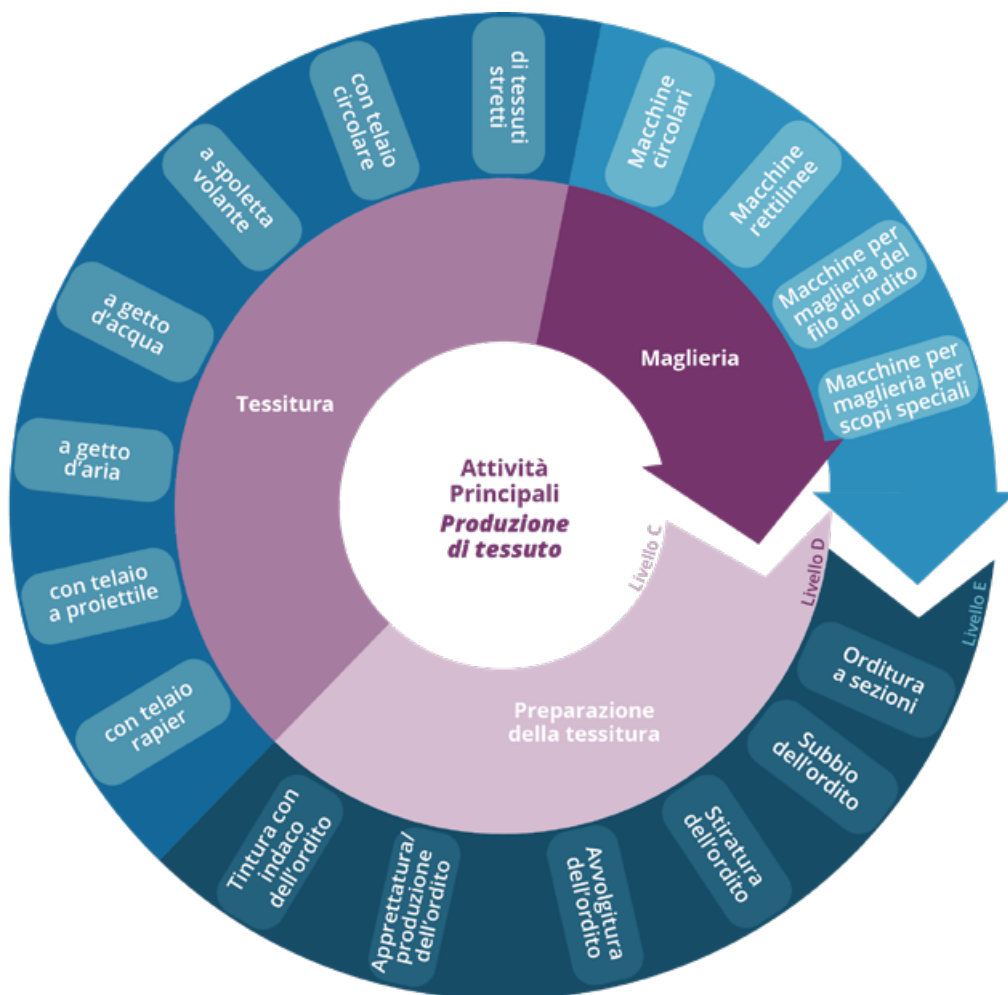 Attività
Principali
Produzione
di tessuto
Livello C
Livello D
Livello E
Preparazione
della tessitura
Tessitura
Maglieria
Orditura
a sezioni
Subbio
dell'ordito
Stiratura
dell'ordito
Avvolgitura
dell'ordito
Apprettatura/
produzione
dell'ordito
Tintura con
indaco
dell'ordito
con telaio
rapier
con telaio
a proiettile
a getto
d'aria
a getto
d'acqua
a spoletta
volante
con telaio
circolare
di tessuti
stretti
Macchine
circolari
Macchine
rettilinee
Macchine per
maglieria del
filo di ordito
Macchine per
maglieria per
scopi speciali